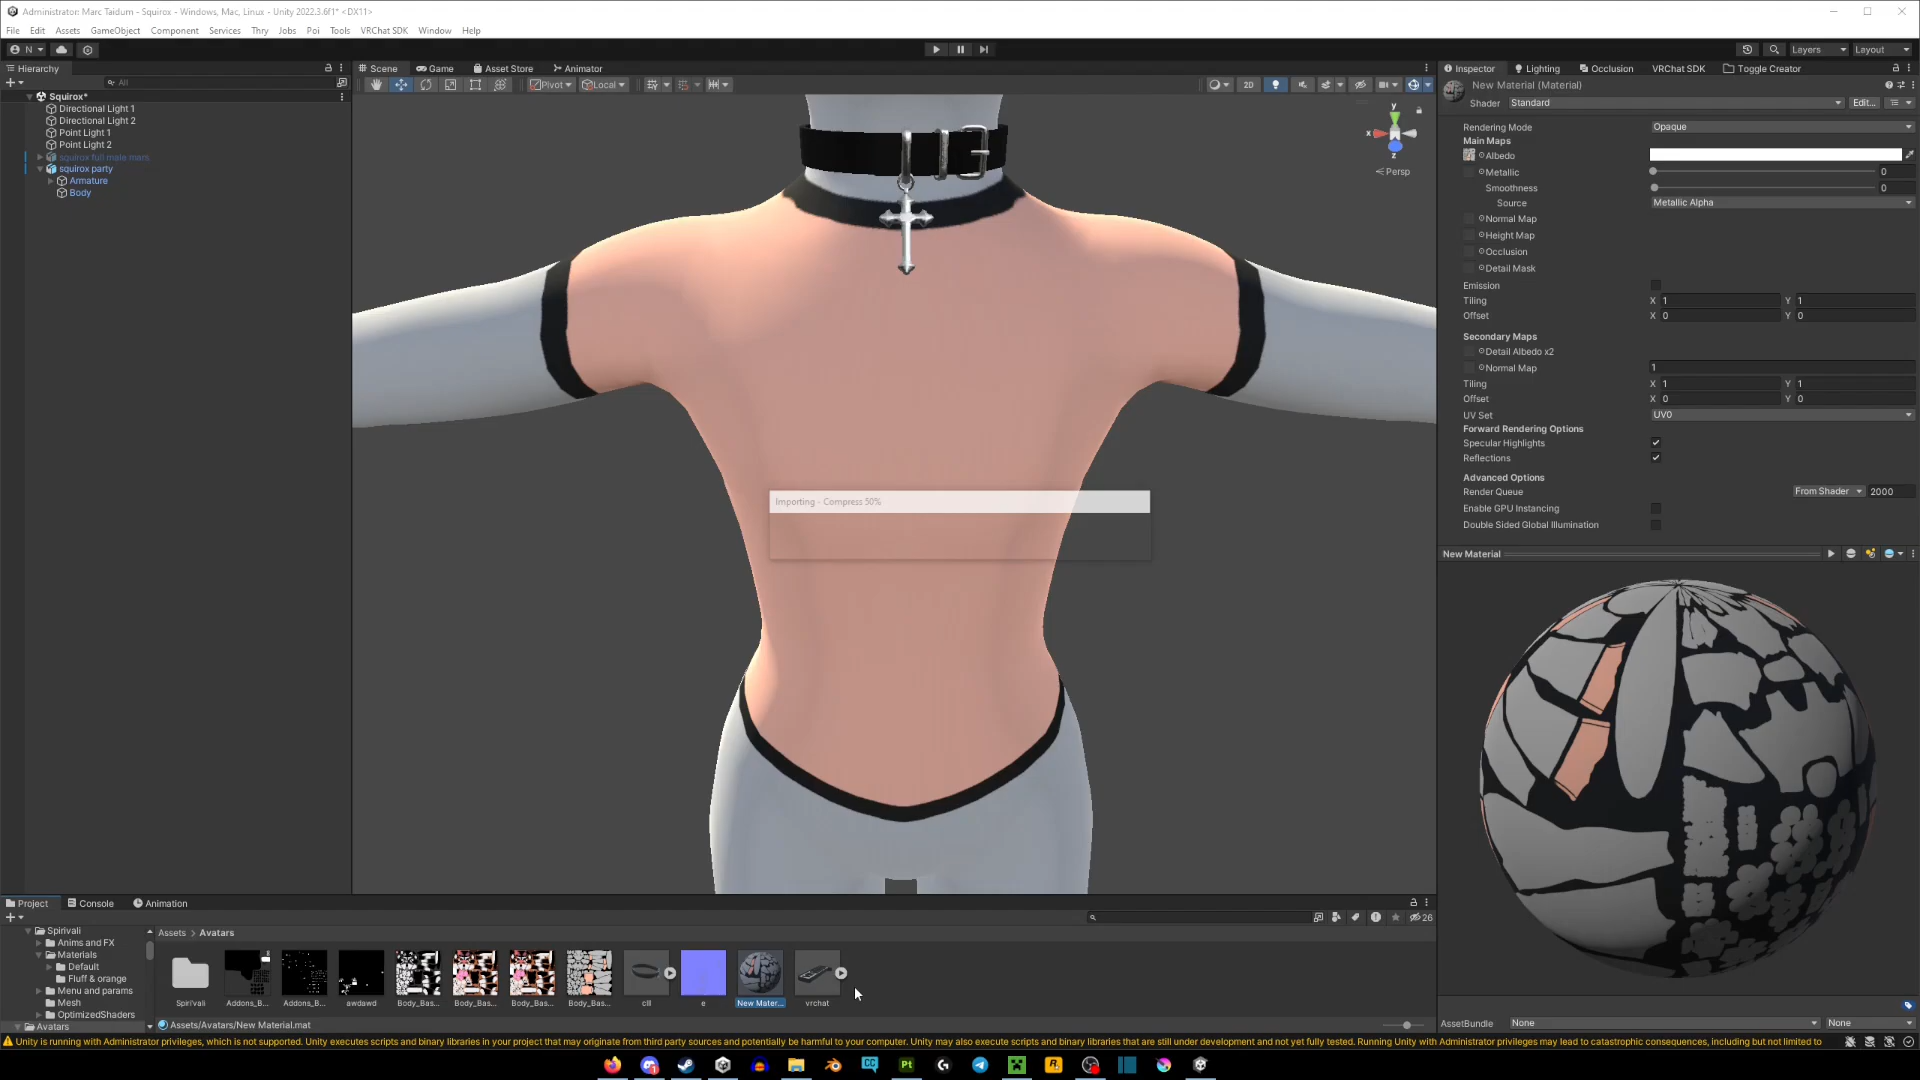 Administrator: Marc Taidum - Squirox - Windows, Mac, Linux - Unity 2022.3.6f1* <DX11>
File Edit Assets GameObject Component Services Thry Jobs Poi Tools VRChat SDK Window Help
N Layers Layout
Hierarchy Scene Game Asset Store Animator Inspector Lighting Occlusion VRChat SDK Toggle Creator
All Pivot Local 2D
New Material (Material)
Shader Standard Edit...
Squirox*
Directional Light 1
Directional Light 2
Point Light 1
Point Light 2
squirox full male mars
squirox party
Armature
Body
y
x
z
Persp
Rendering Mode Opaque
Main Maps
Albedo
Metallic 0
Smoothness 0
Source Metallic Alpha
Normal Map
Height Map
Occlusion
Detail Mask
Emission
Tiling X 1 Y 1
Offset X 0 Y 0
Secondary Maps
Detail Albedo x2
Normal Map 1
Tiling X 1 Y 1
Offset X 0 Y 0
UV Set UV0
Forward Rendering Options
Specular Highlights
Reflections
Advanced Options
Render Queue From Shader 2000
Enable GPU Instancing
Double Sided Global Illumination
Importing - Compress 50%
New Material
Project Console Animation
26
Spirivali
Anims and FX
Materials
Default
Fluff & orange
Menu and params
Mesh
OptimizedShaders
Avatars
Assets > Avatars
Spiri'vali Addons_B... Addons_B... awdawd Body_Bas... Body_Bas... Body_Bas... Body_Bas... clll e New Mater... vrchat
Assets/Avatars/New Material.mat
AssetBundle None None
Unity is running with Administrator privileges, which is not supported. Unity executes scripts and binary libraries in your project that may originate from third party sources and potentially be harmful to your computer. Unity may also execute scripts and binary libraries that are still under development and not yet fully tested. Running Unity with Administrator privileges may lead to catastrophic consequences, including but not limited to